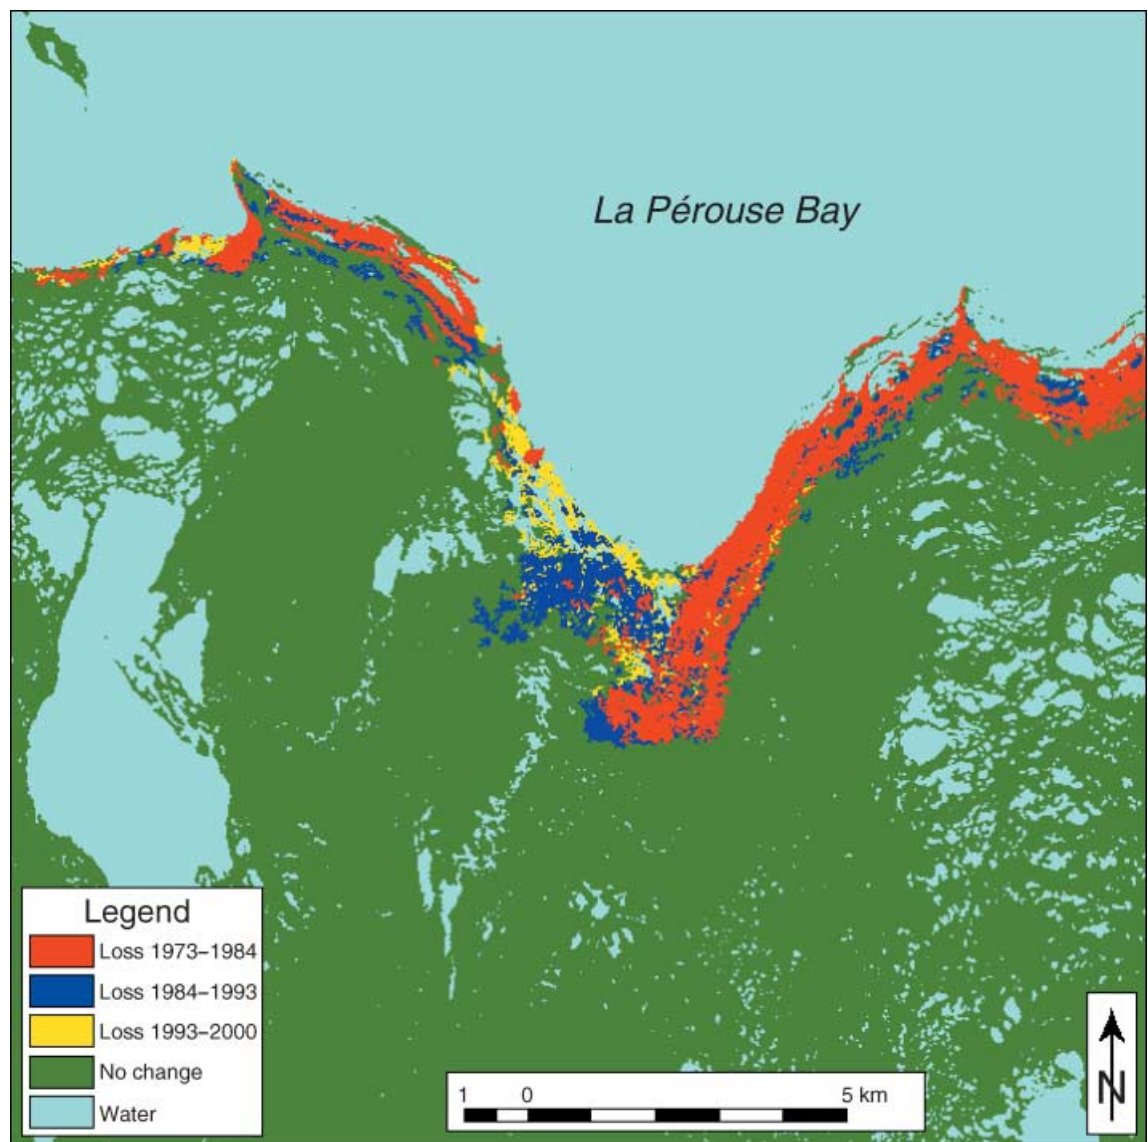 La Pérouse Bay
Legend
Loss 1973–1984
Loss 1984–1993
Loss 1993–2000
No change
Water
1 0 5 km
N